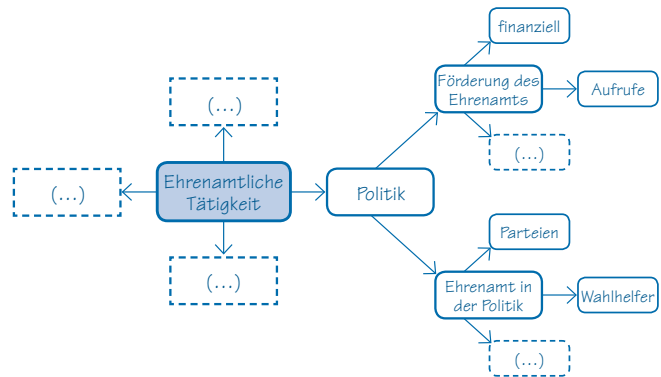 finanziell
Förderung des
Ehrenamts
Aufrufe
(...)
(...)
(...)
Ehrenamtliche
Tätigkeit
Politik
(...)
Parteien
Ehrenamt in
der Politik
Wahlhelfer
(...)